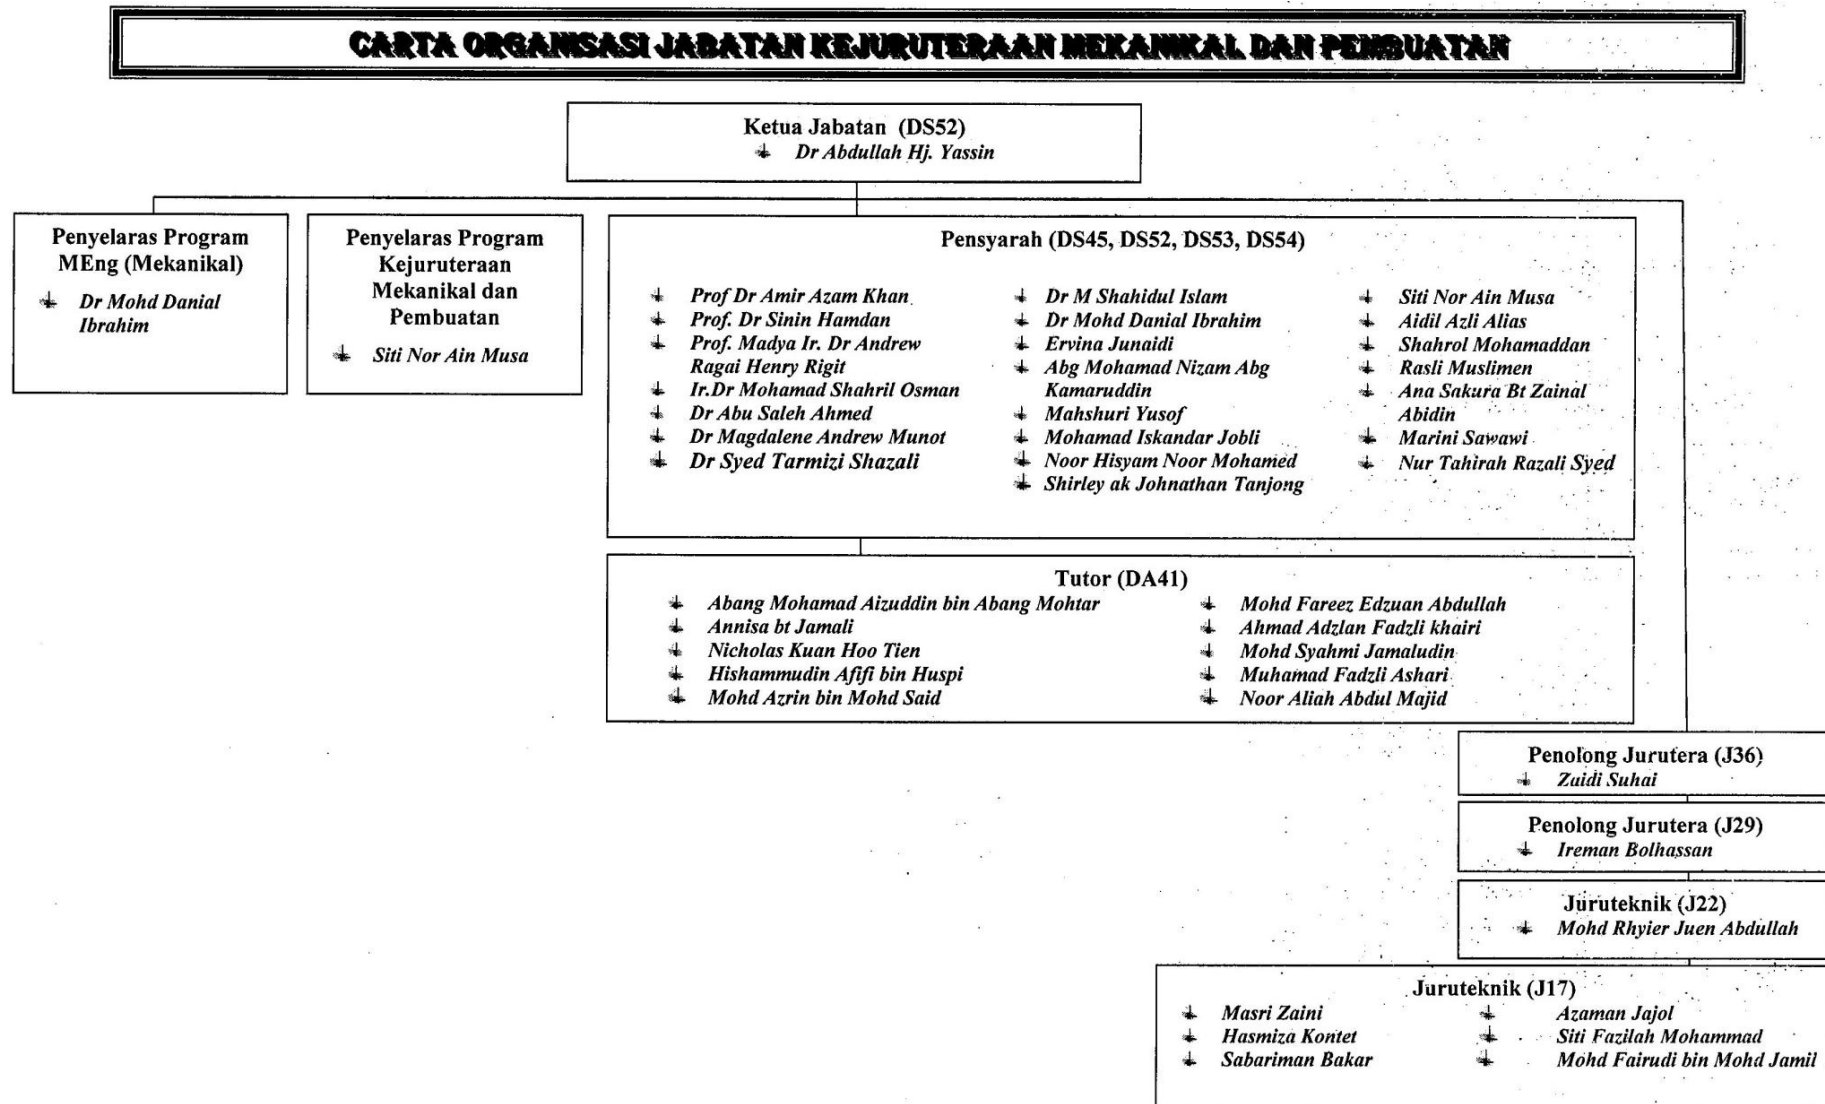 CARTA ORGANISASI JABATAN KEJURUTERAAN MEKANIKAL DAN PEMBUATAN
Ketua Jabatan (DS52)
Dr Abdullah Hj. Yassin
Penyelaras Program
MEng (Mekanikal)
Dr Mohd Danial
Ibrahim
Penyelaras Program
Kejuruteraan
Mekanikal dan
Pembuatan
Siti Nor Ain Musa
Pensyarah (DS45, DS52, DS53, DS54)
Prof Dr Amir Azam Khan
Prof. Dr Sinin Hamdan
Prof. Madya Ir. Dr Andrew
Ragai Henry Rigit
Ir.Dr Mohamad Shahril Osman
Dr Abu Saleh Ahmed
Dr Magdalene Andrew Munot
Dr Syed Tarmizi Shazali
Dr M Shahidul Islam
Dr Mohd Danial Ibrahim
Ervina Junaidi
Abg Mohamad Nizam Abg
Kamaruddin
Mahshuri Yusof
Mohamad Iskandar Jobli
Noor Hisyam Noor Mohamed
Shirley ak Johnathan Tanjong
Siti Nor Ain Musa
Aidil Azli Alias
Shahrol Mohamaddan
Rasli Muslimen
Ana Sakura Bt Zainal
Abidin
Marini Sawawi
Nur Tahirah Razali Syed
Tutor (DA41)
Abang Mohamad Aizuddin bin Abang Mohtar
Annisa bt Jamali
Nicholas Kuan Hoo Tien
Hishammudin Afifi bin Huspi
Mohd Azrin bin Mohd Said
Mohd Fareez Edzuan Abdullah
Ahmad Adzlan Fadzli khairi
Mohd Syahmi Jamaludin
Muhamad Fadzli Ashari
Noor Aliah Abdul Majid
Penolong Jurutera (J36)
Zaidi Suhai
Penolong Jurutera (J29)
Ireman Bolhassan
Juruteknik (J22)
Mohd Rhyier Juen Abdullah
Juruteknik (J17)
Masri Zaini
Hasmiza Kontet
Sabariman Bakar
Azaman Jajol
Siti Fazilah Mohammad
Mohd Fairudi bin Mohd Jamil